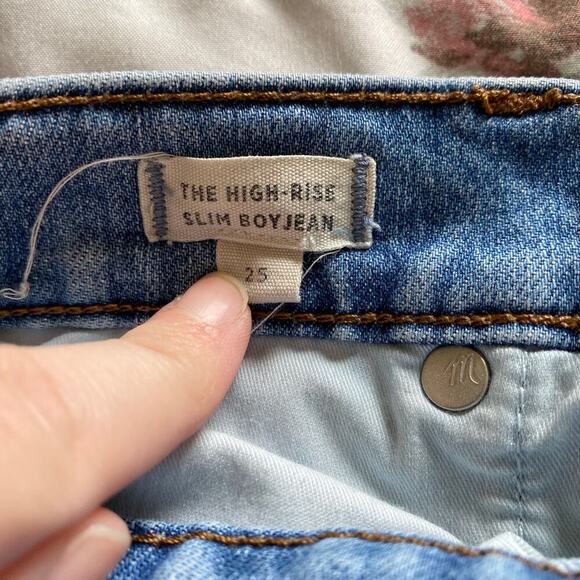 THE HIGH-RISE
SLIM BOYJEAN
25
m